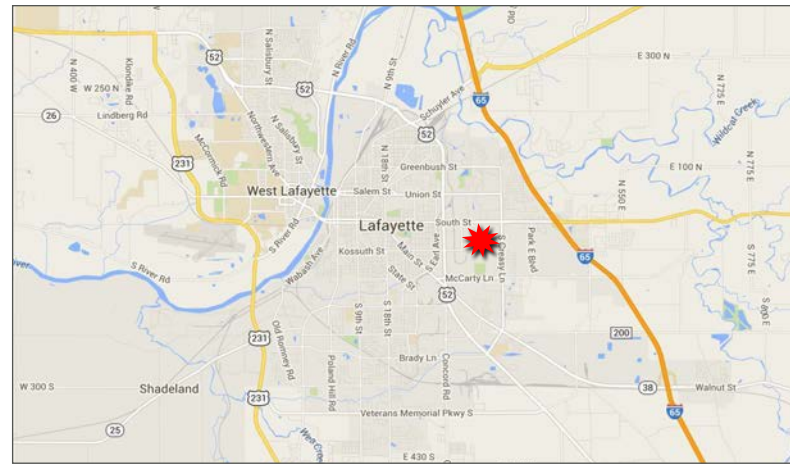 N Salisbury St
N River Rd
N 9th St
52
N 400 W
Klondike Rd
W 250 N
Lindberg Rd
26
52
65
E 300 N
N 725 E
Schuyler Ave
52
Wildcat Creek
N 775 E
Northwestern Ave
N Salisbury St
McCormick Rd
231
N 18th St
Greenbush St
E 100 N
West Lafayette
Salem St
Union St
N 550 E
Lafayette
South St
S River Rd
Kossuth St
Main St
S Earl Ave
S Creasy Ln
Park E Blvd
65
S 775 E
S River Rd
Wabash Ave
State St
McCarty Ln
52
S 800 E
S 9th St
S 18th St
231
Old Romney Rd
200
Brady Ln
Concord Rd
Poland Hill Rd
W 300 S
Shadeland
231
38
Walnut St
65
Veterans Memorial Pkwy S
25
E 430 S